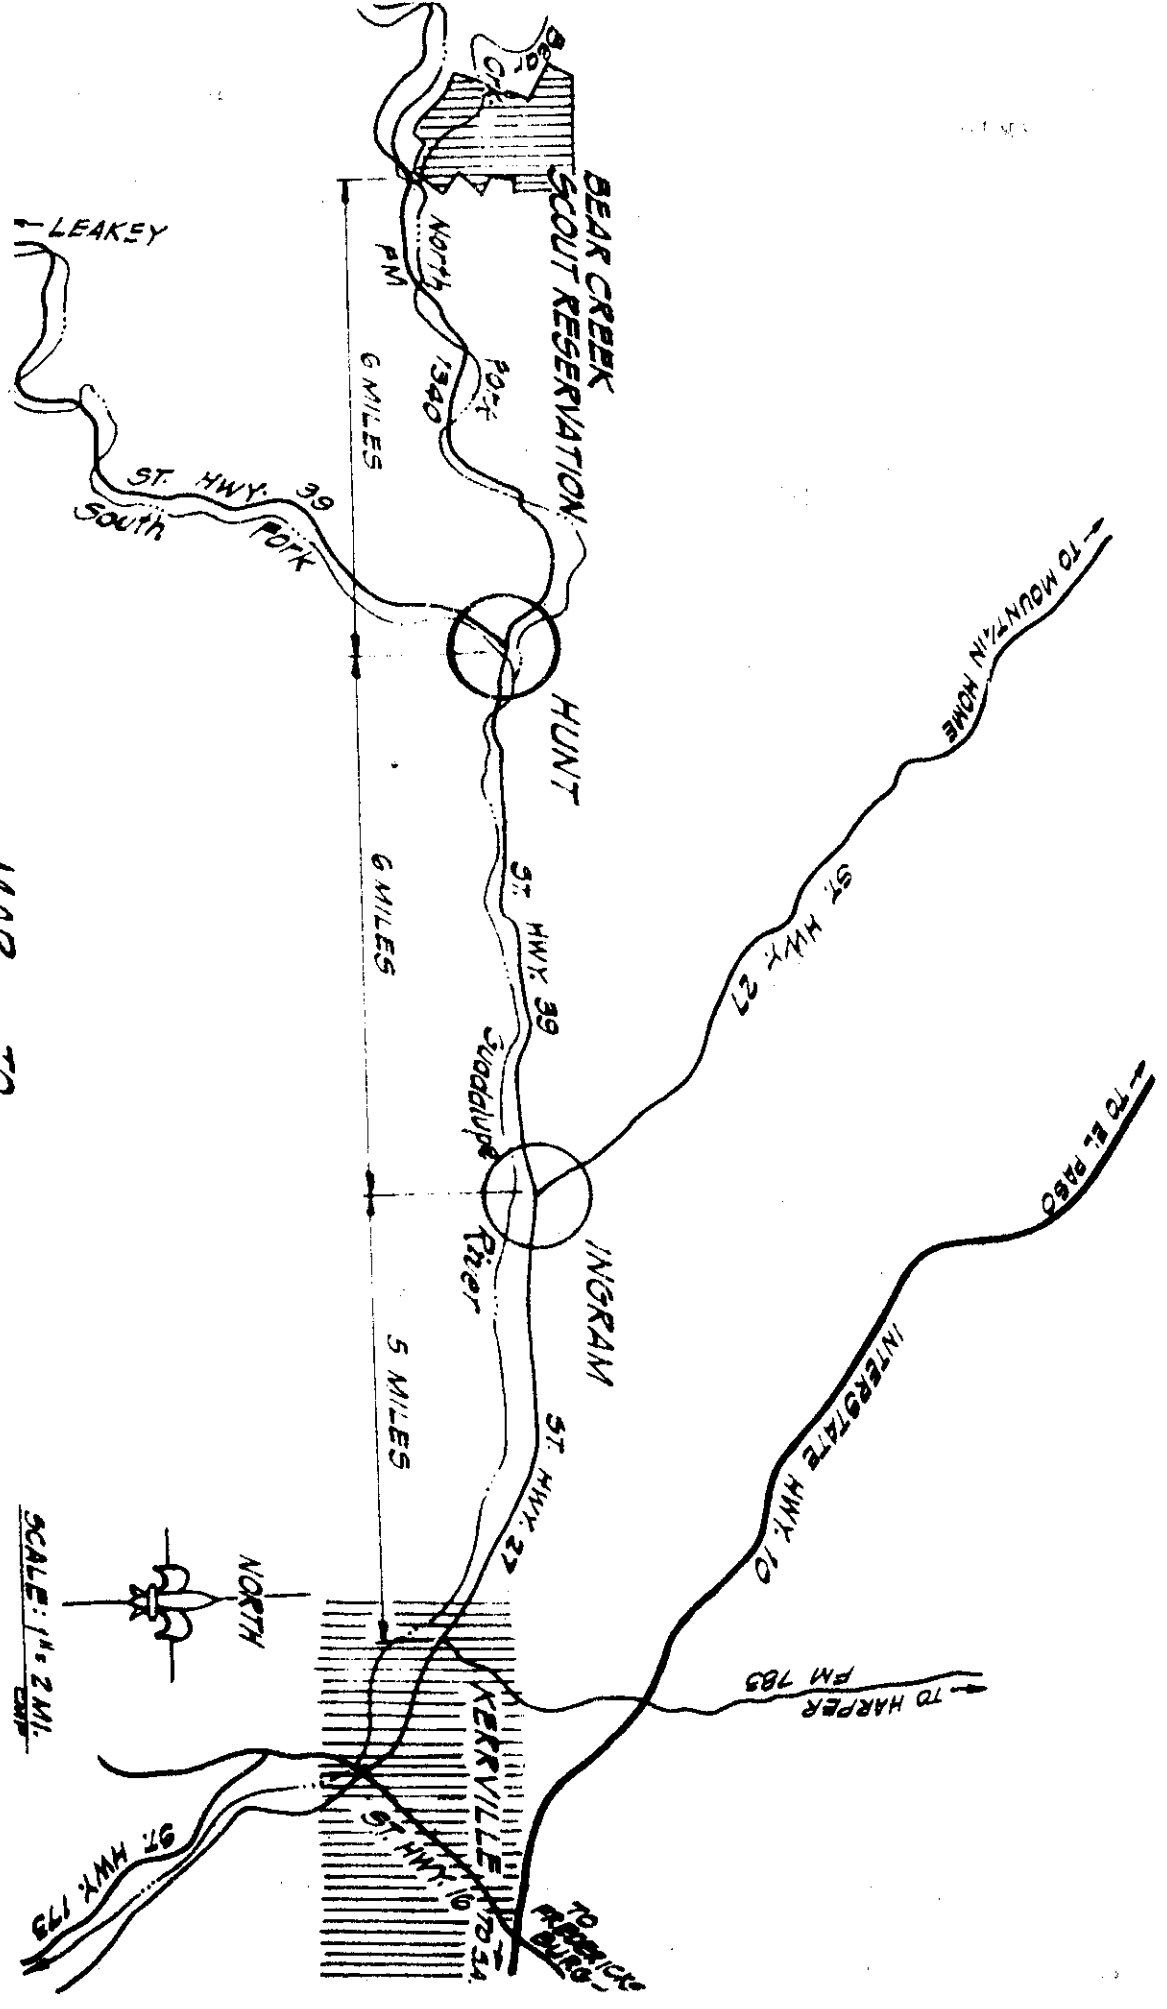 BEAR CREEK
SCOUT RESERVATION
Bear
Crk.
North
Fork
FM
1340
LEAKEY
ST. HWY. 39
South Fork
6 MILES
HUNT
6 MILES
ST. HWY. 39
Guadalupe
River
INGRAM
5 MILES
ST. HWY. 27
TO MOUNTAIN HOME
ST. HWY. 27
TO EL PASO
INTERSTATE HWY. 10
TO HARPER
FM 783
KERRVILLE
ST. HWY. 16
TO S.A.
TO
FREDERICKS-
BURG
ST. HWY. 173
NORTH
SCALE: 1" = 2 MI.
MAP TO